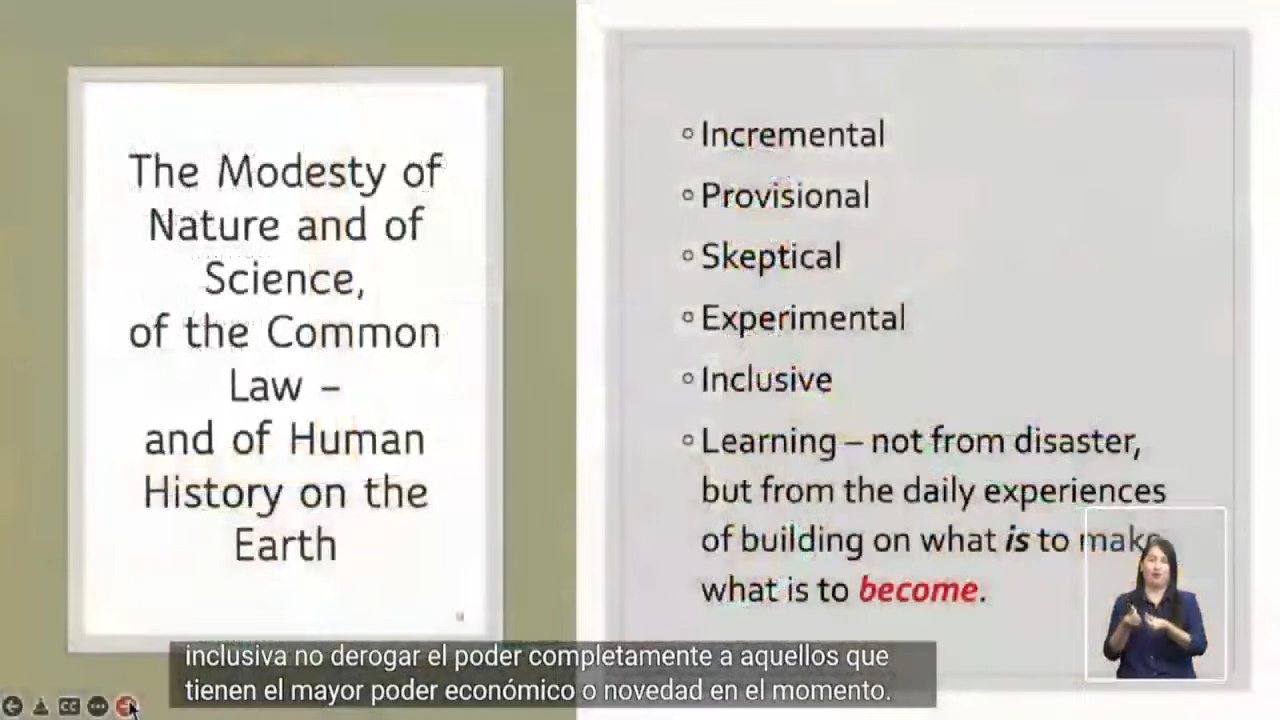 The Modesty of
Nature and of
Science,
of the Common
Law –
and of Human
History on the
Earth
Incremental
Provisional
Skeptical
Experimental
Inclusive
Learning – not from disaster,
but from the daily experiences
of building on what is to make
what is to become.
inclusiva no derogar el poder completamente a aquellos que
tienen el mayor poder económico o novedad en el momento.
CC